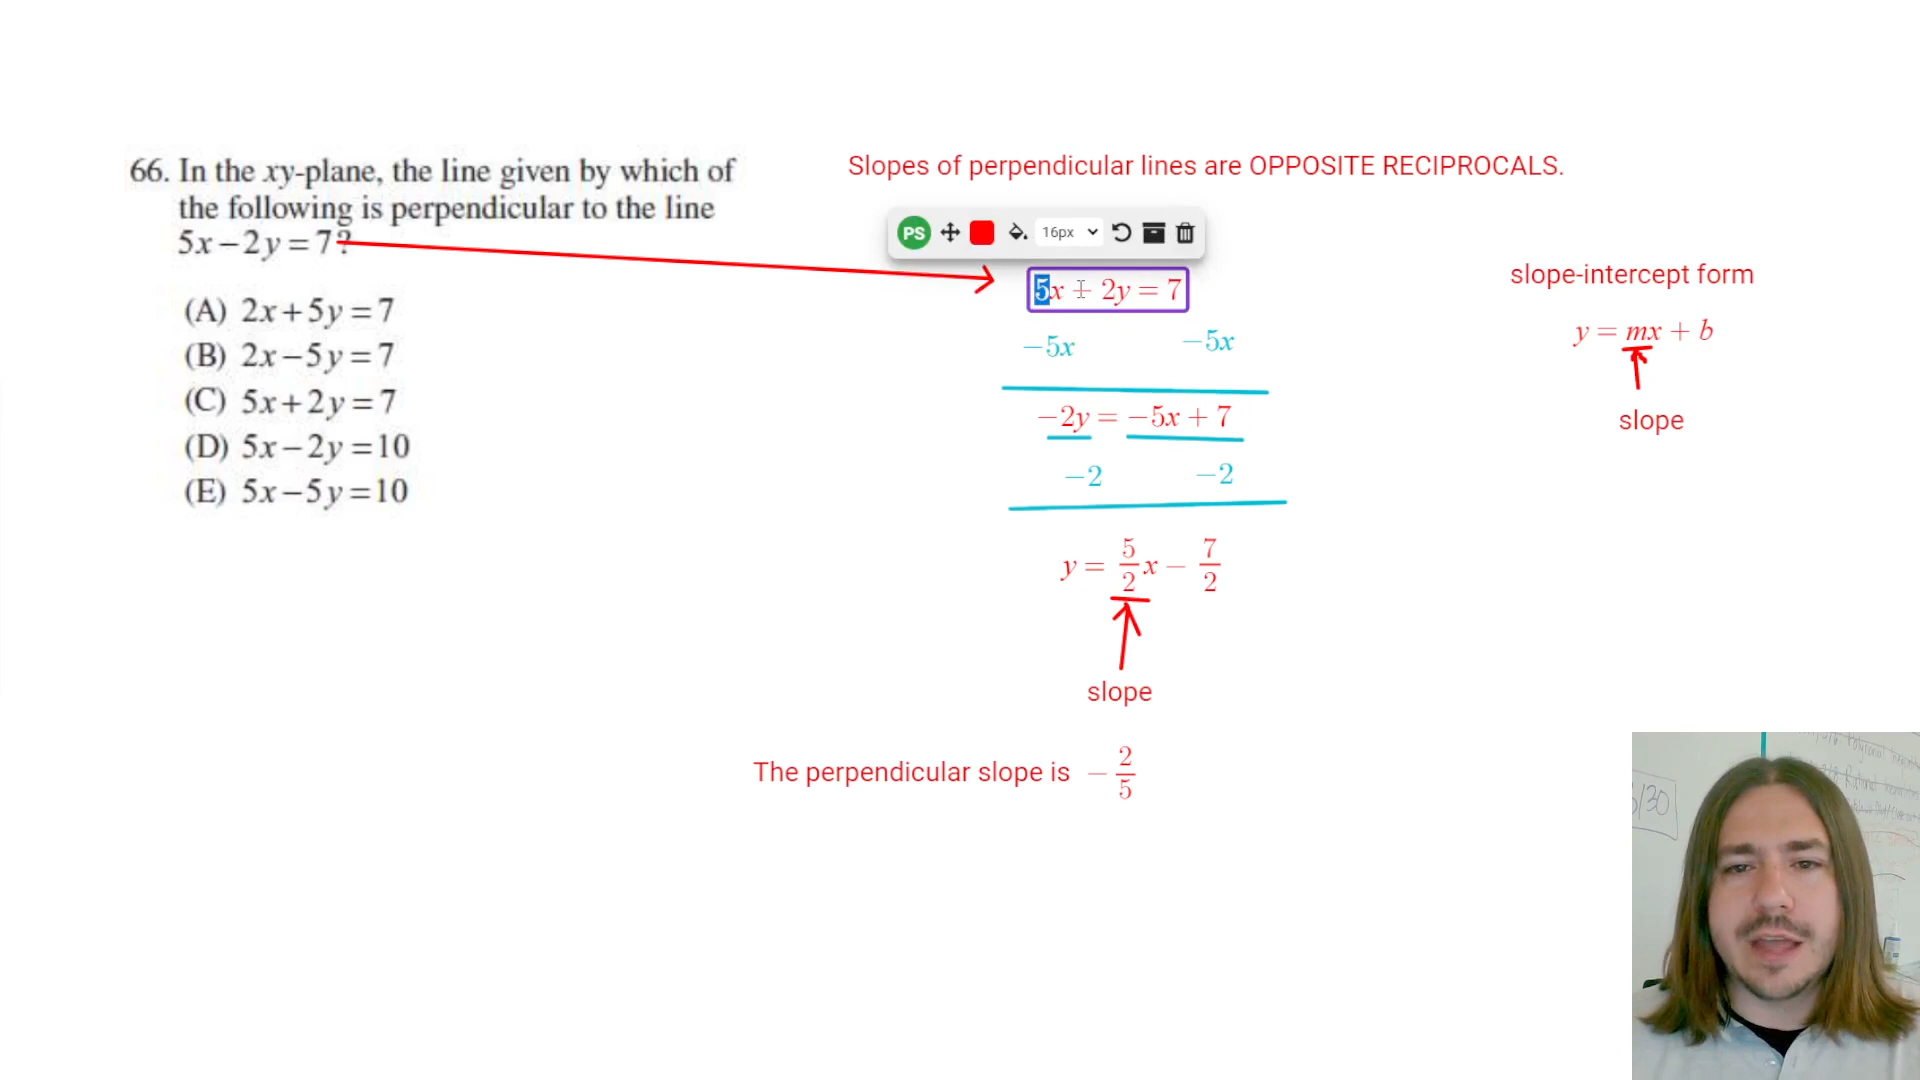 66. In the xy-plane, the line given by which of
the following is perpendicular to the line
5x – 2y = 7?
(A) 2x + 5y = 7
(B) 2x – 5y = 7
(C) 5x + 2y = 7
(D) 5x – 2y = 10
(E) 5x – 5y = 10
Slopes of perpendicular lines are OPPOSITE RECIPROCALS.
PS 16px
5x − 2y = 7
−5x −5x
−2y = −5x + 7
−2 −2
y = 5/2 x − 7/2
slope
The perpendicular slope is − 2/5
slope-intercept form
y = mx + b
slope
/30